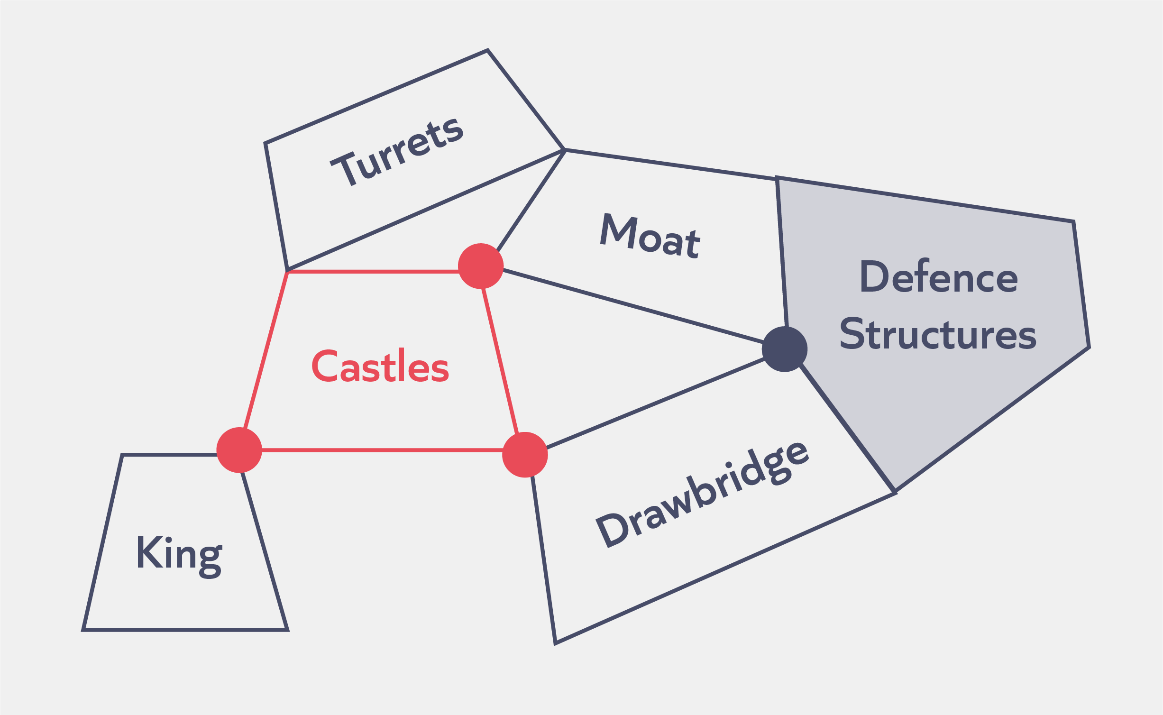 Turrets
Moat
Defence
Structures
Castles
Drawbridge
King